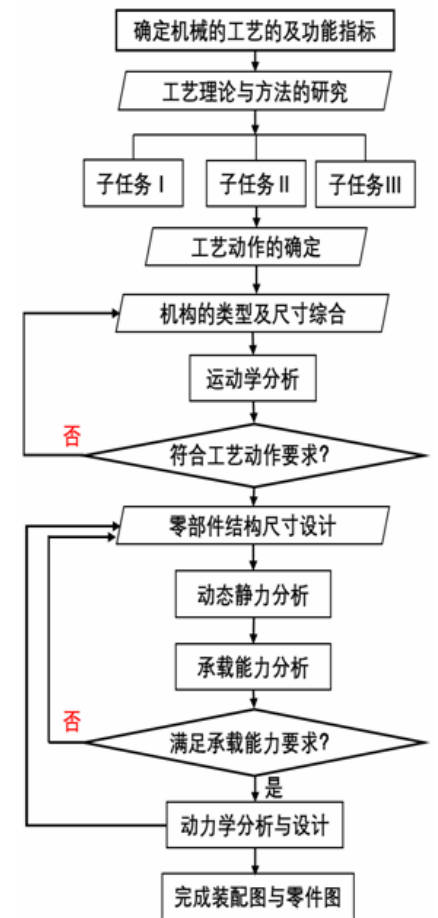 确定机械的工艺的及功能指标
工艺理论与方法的研究
子任务 I
子任务 II
子任务III
工艺动作的确定
机构的类型及尺寸综合
运动学分析
否
符合工艺动作要求?
零部件结构尺寸设计
动态静力分析
承载能力分析
否
满足承载能力要求?
是
动力学分析与设计
完成装配图与零件图